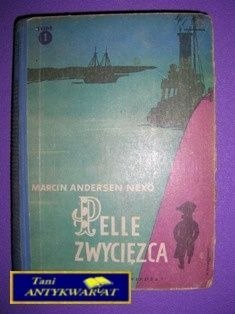 TOM
1
MARCIN ANDERSEN NEXÖ
PELLE
ZWYCIĘZCA
Tani
ANTYKWARIAT